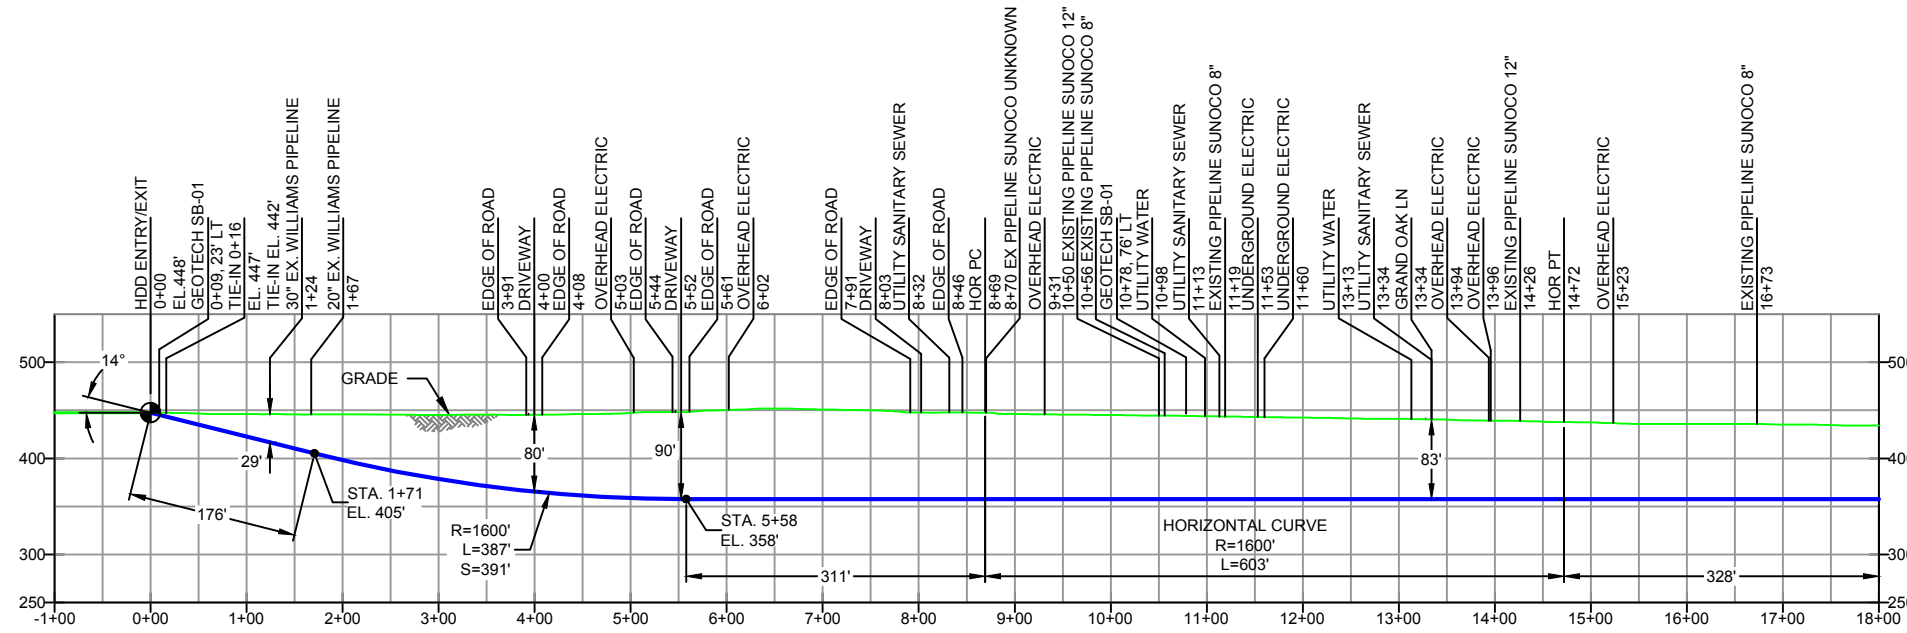 HDD ENTRY/EXIT
0+00
EL.448'
GEOTECH SB-01
0+09, 23' LT
TIE-IN 0+16
EL. 447'
TIE-IN EL. 442'
30" EX. WILLIAMS PIPELINE
1+24
20" EX. WILLIAMS PIPELINE
1+67
EDGE OF ROAD
3+91
DRIVEWAY
4+00
EDGE OF ROAD
4+08
OVERHEAD ELECTRIC
5+03
EDGE OF ROAD
5+44
DRIVEWAY
5+52
EDGE OF ROAD
5+61
OVERHEAD ELECTRIC
6+02
EDGE OF ROAD
7+91
DRIVEWAY
8+03
UTILITY SANITARY SEWER
8+32
EDGE OF ROAD
8+46
HOR PC
8+69
8+70 EX PIPELINE SUNOCO UNKNOWN
OVERHEAD ELECTRIC
9+31
10+50 EXISTING PIPELINE SUNOCO 12"
10+56 EXISTING PIPELINE SUNOCO 8"
GEOTECH SB-01
10+78, 76' LT
UTILITY WATER
10+98
UTILITY SANITARY SEWER
11+13
EXISTING PIPELINE SUNOCO 8"
11+19
UNDERGROUND ELECTRIC
11+53
UNDERGROUND ELECTRIC
11+60
UTILITY WATER
13+13
UTILITY SANITARY SEWER
13+34
GRAND OAK LN
13+34
OVERHEAD ELECTRIC
13+94
OVERHEAD ELECTRIC
13+96
EXISTING PIPELINE SUNOCO 12"
14+26
HOR PT
14+72
OVERHEAD ELECTRIC
15+23
EXISTING PIPELINE SUNOCO 8"
16+73
500
14°
GRADE
400
29'
80'
90'
83'
176'
STA. 1+71
EL. 405'
R=1600'
L=387'
S=391'
STA. 5+58
EL. 358'
HORIZONTAL CURVE
R=1600'
L=603'
300
311'
328'
250
-1+00 0+00 1+00 2+00 3+00 4+00 5+00 6+00 7+00 8+00 9+00 10+00 11+00 12+00 13+00 14+00 15+00 16+00 17+00 18+00